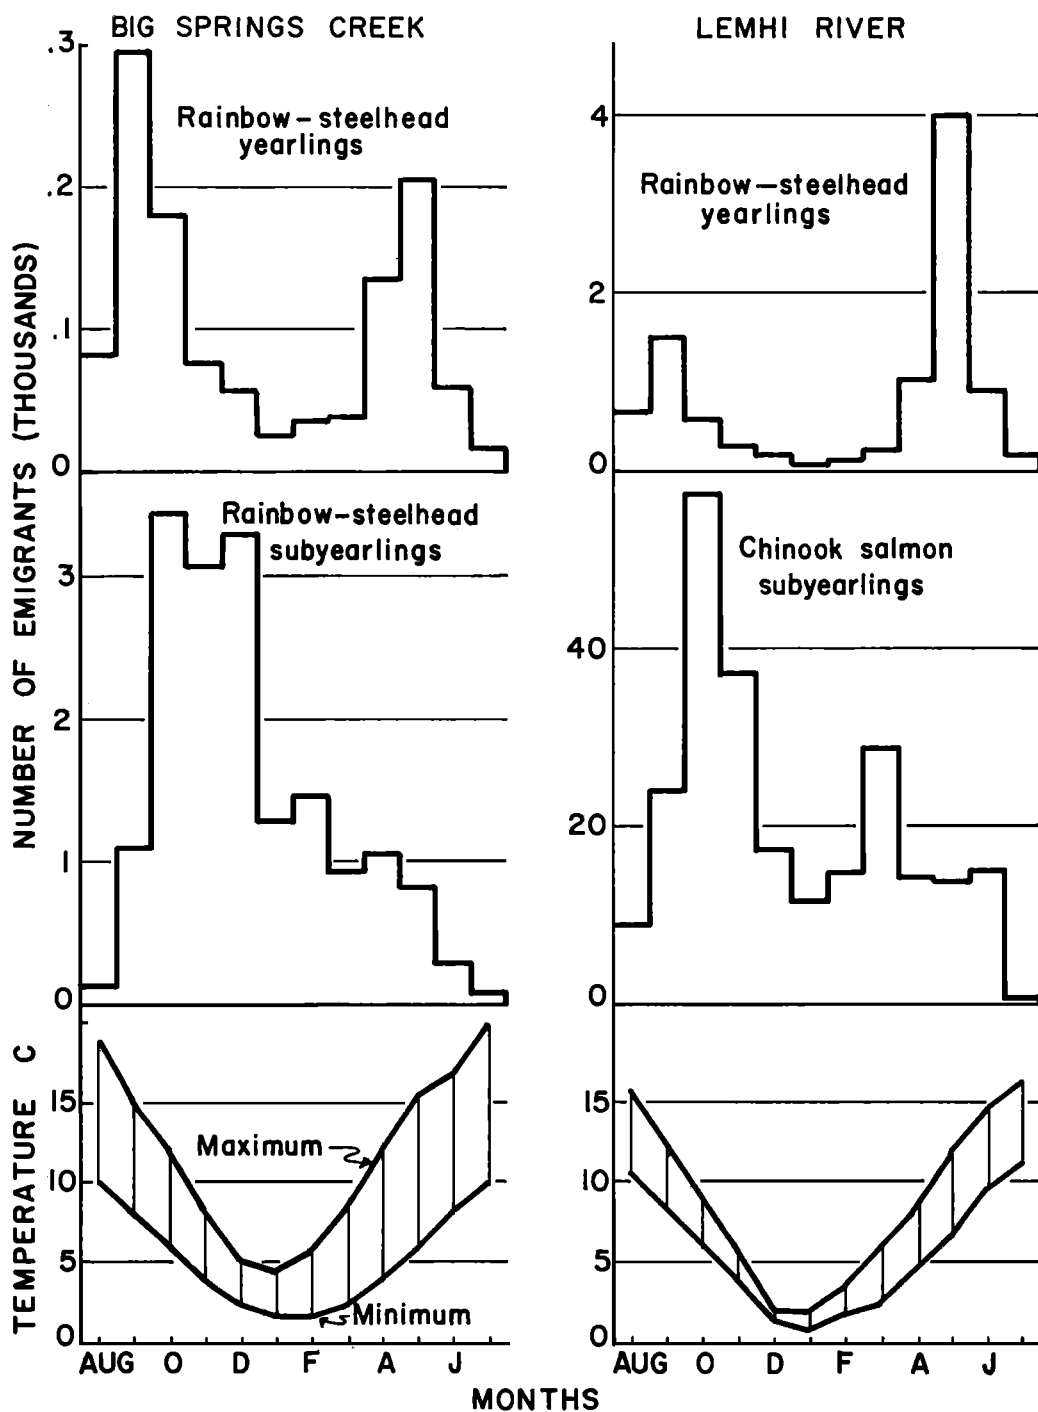 BIG SPRINGS CREEK
LEMHI RIVER
NUMBER OF EMIGRANTS (THOUSANDS)
.3
.2
.1
0
Rainbow–steelhead
yearlings
4
2
0
Rainbow–steelhead
yearlings
3
2
1
0
Rainbow–steelhead
subyearlings
40
20
0
Chinook salmon
subyearlings
TEMPERATURE C
15
10
5
0
Maximum
Minimum
15
10
5
0
AUG O D F A J
AUG O D F A J
MONTHS